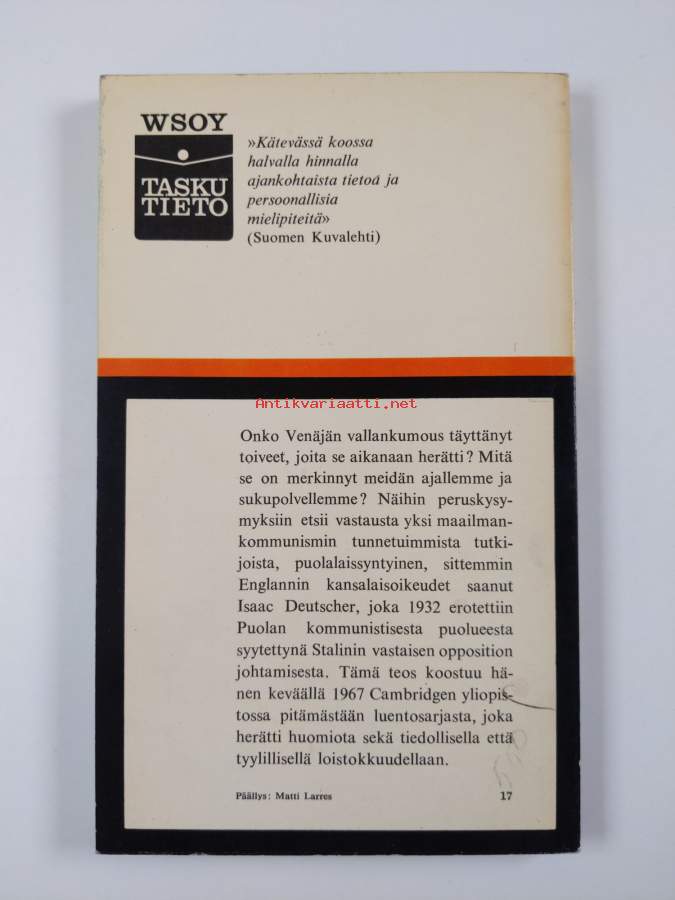 WSOY
TASKU
TIETO
»Kätevässä koossa
halvalla hinnalla
ajankohtaista tietoa ja
persoonallisia
mielipiteitä»
(Suomen Kuvalehti)
Antikvariaatti.net
Onko Venäjän vallankumous täyttänyt
toiveet, joita se aikanaan herätti? Mitä
se on merkinnyt meidän ajallemme ja
sukupolvellemme? Näihin peruskysy-
myksiin etsii vastausta yksi maailman-
kommunismin tunnetuimmista tutki-
joista, puolalaissyntyinen, sittemmin
Englannin kansalaisoikeudet saanut
Isaac Deutscher, joka 1932 erotettiin
Puolan kommunistisesta puolueesta
syytettynä Stalinin vastaisen opposition
johtamisesta. Tämä teos koostuu hä-
nen keväällä 1967 Cambridgen yliopis-
tossa pitämästään luentosarjasta, joka
herätti huomiota sekä tiedollisella että
tyylillisellä loistokkuudellaan.
Päällys: Matti Larres 17